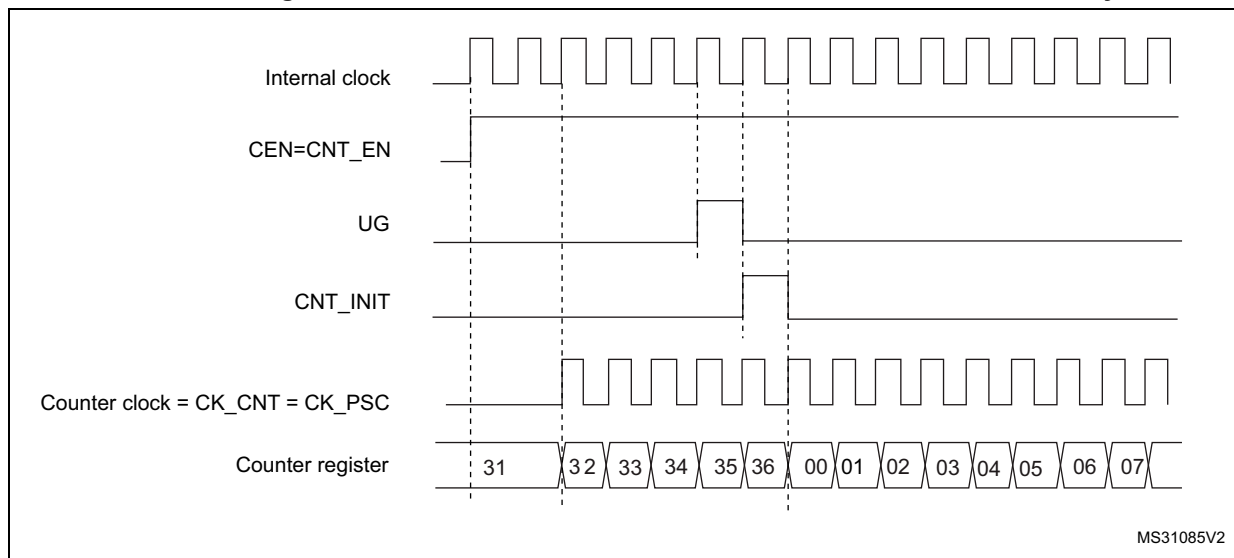 Internal clock
CEN=CNT_EN
UG
CNT_INIT
Counter clock = CK_CNT = CK_PSC
Counter register 31 32 33 34 35 36 00 01 02 03 04 05 06 07
MS31085V2